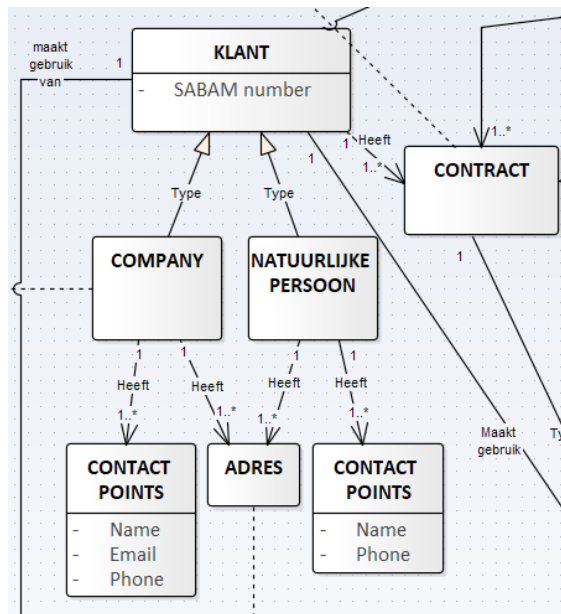 maakt
gebruik
van
1
KLANT
- SABAM number
1
1
Heeft
1..*
1..*
CONTRACT
1
Type
Type
COMPANY
NATUURLIJKE
PERSOON
1
1
1
1
Heeft
Heeft
Heeft
Heeft
1..*
1..*
1..*
1..*
Maakt
gebruik
Ty
CONTACT
POINTS
- Name
- Email
- Phone
ADRES
CONTACT
POINTS
- Name
- Phone